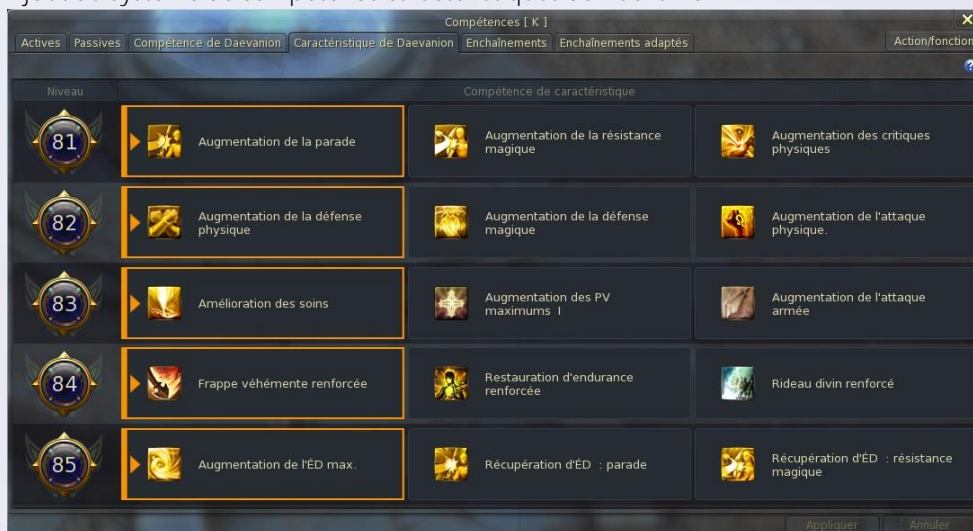 Compétences [ K ]
Actives Passives Compétence de Daevanion Caractéristique de Daevanion Enchaînements Enchaînements adaptés Action/fonction
Niveau Compétence de caractéristique
81 Augmentation de la parade Augmentation de la résistance magique Augmentation des critiques physiques
82 Augmentation de la défense physique Augmentation de la défense magique Augmentation de l'attaque physique.
83 Amélioration des soins Augmentation des PV maximums I Augmentation de l'attaque armée
84 Frappe véhémente renforcée Restauration d'endurance renforcée Rideau divin renforcé
85 Augmentation de l'ÉD max. Récupération d'ÉD : parade Récupération d'ÉD : résistance magique
Appliquer Annuler